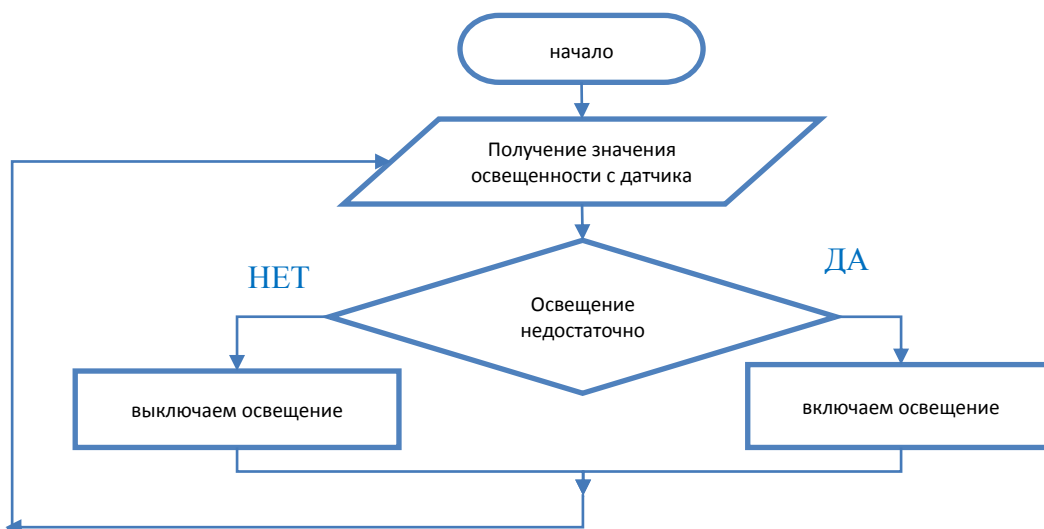 начало
Получение значения
освещенности с датчика
НЕТ
ДА
Освещение
недостаточно
выключаем освещение
включаем освещение